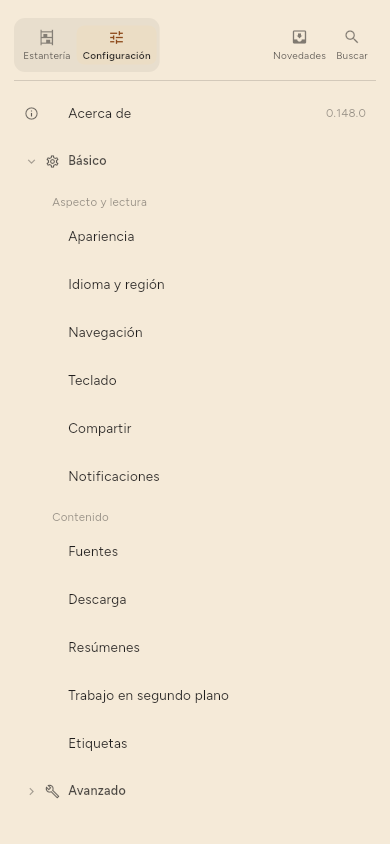 Estantería
Configuración
Novedades
Buscar
Acerca de
0.148.0
Básico
Aspecto y lectura
Apariencia
Idioma y región
Navegación
Teclado
Compartir
Notificaciones
Contenido
Fuentes
Descarga
Resúmenes
Trabajo en segundo plano
Etiquetas
Avanzado